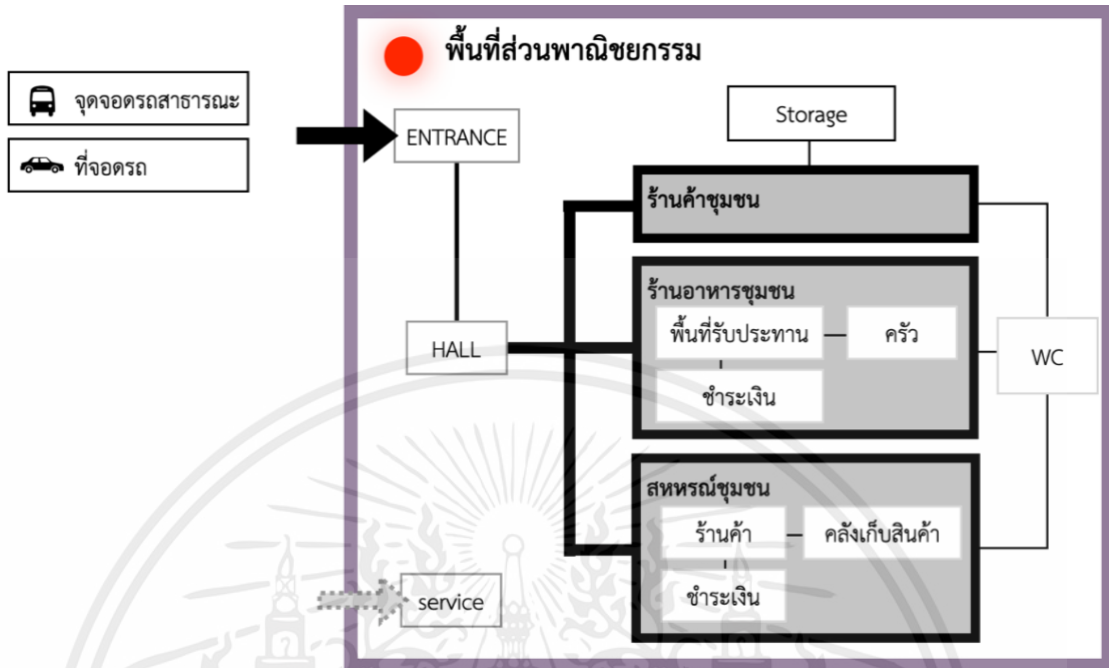 พื้นที่ส่วนพาณิชยกรรม
จุดจอดรถสาธารณะ
ที่จอดรถ
ENTRANCE
Storage
ร้านค้าชุมชน
ร้านอาหารชุมชน
พื้นที่รับประทาน
ครัว
ชำระเงิน
HALL
WC
สหหรณ์ชุมชน
ร้านค้า
คลังเก็บสินค้า
ชำระเงิน
service